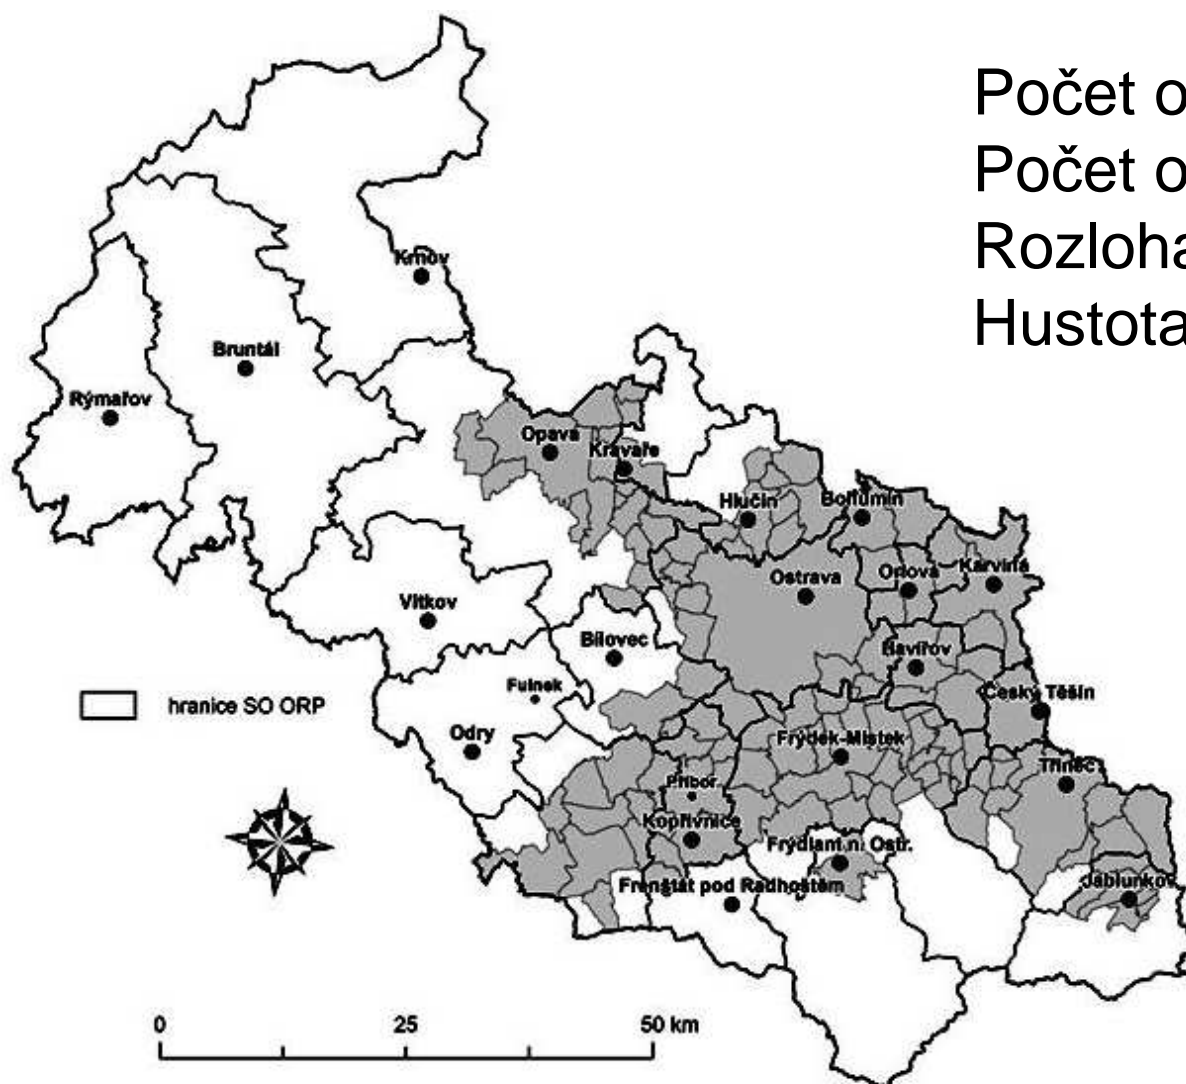 Počet o
Počet o
Rozloha
Hustota
Krnov
Bruntál
Rýmařov
Opava
Kravaře
Hlučín
Bohumín
Ostrava
Orlová
Karviná
Vítkov
Bílovec
Havířov
Fulnek
Český Těšín
hranice SO ORP
Odry
Frýdek-Místek
Třinec
Příbor
Kopřivnice
Frýdlant n. Ostr.
Frenštát pod Radhoštěm
Jablunkov
0 25 50 km